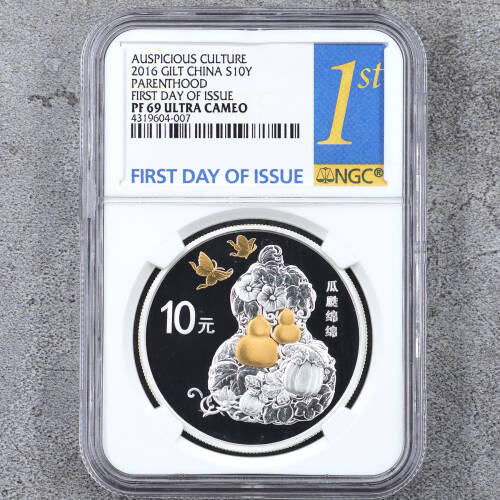 AUSPICIOUS CULTURE
2016 GILT CHINA S10Y
PARENTHOOD
FIRST DAY OF ISSUE
PF 69 ULTRA CAMEO
4319604-007
1st
FIRST DAY OF ISSUE
NGC®
10元
瓜瓞绵绵